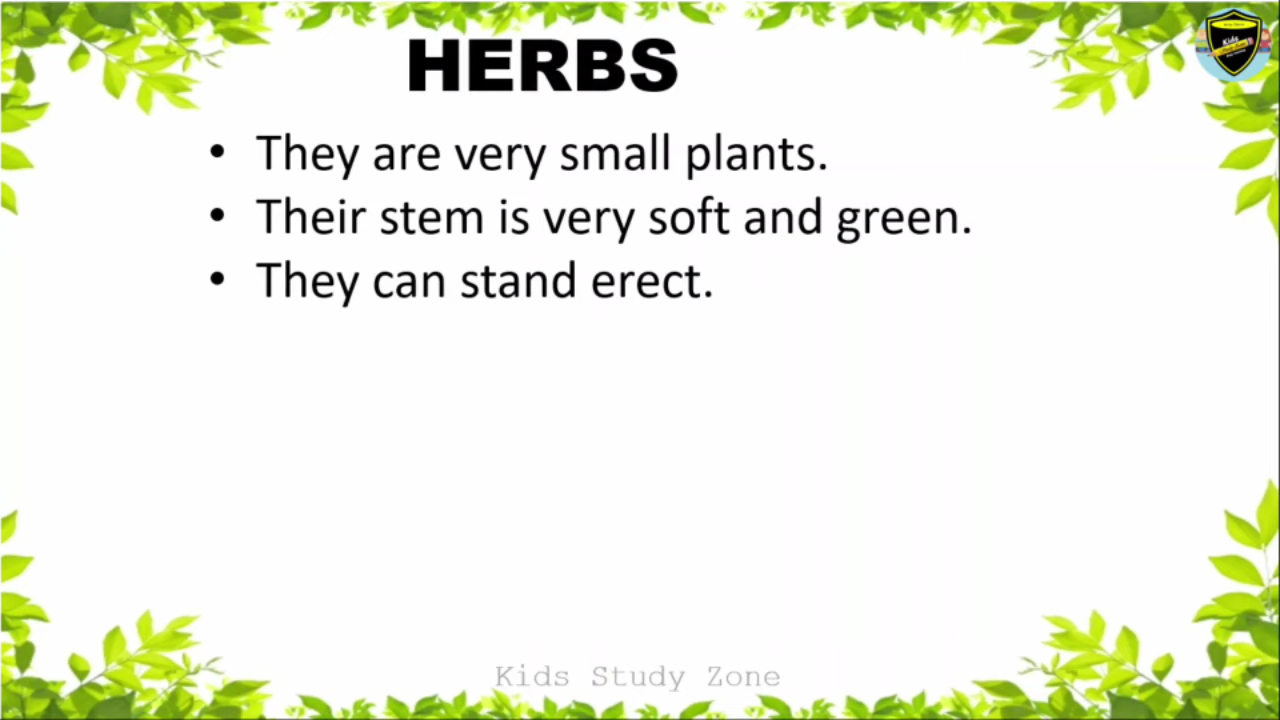 HERBS
• They are very small plants.
• Their stem is very soft and green.
• They can stand erect.
Kids Study Zone